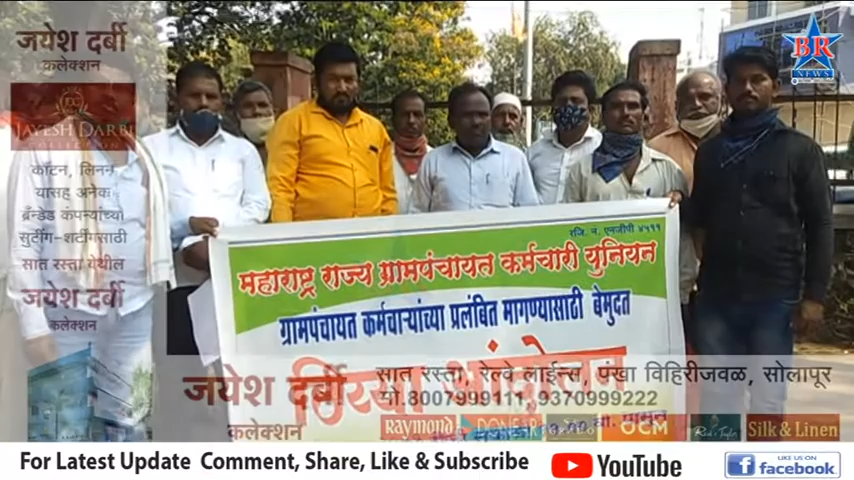 जयेश दर्बी
कलेक्शन
JAYESH DARBI
COLLECTION
काटन, लिनन
यासह अनेक
ब्रॅन्डेड कंपन्यांच्या
सुटींग-शर्टींगसाठी
सात रस्ता येथील
जयेश दर्बी
कलेक्शन
BR
NEWS
रजि. न. एनजीपी ४५११
महाराष्ट्र राज्य ग्रामपंचायत कर्मचारी युनियन
ग्रामपंचायत कर्मचाऱ्यांच्या प्रलंबित मागण्यासाठी बेमुदत
ठिय्या आंदोलन
जयेश दर्बी
कलेक्शन
सात रस्ता, रेल्वे लाईन्स, पंखा विहिरीजवळ, सोलापूर
मो.8007999111, 9370999222
Raymond
DONEAR
OCM
Silk & Linen
For Latest Update Comment, Share, Like & Subscribe
YouTube
LIKE US ON
facebook